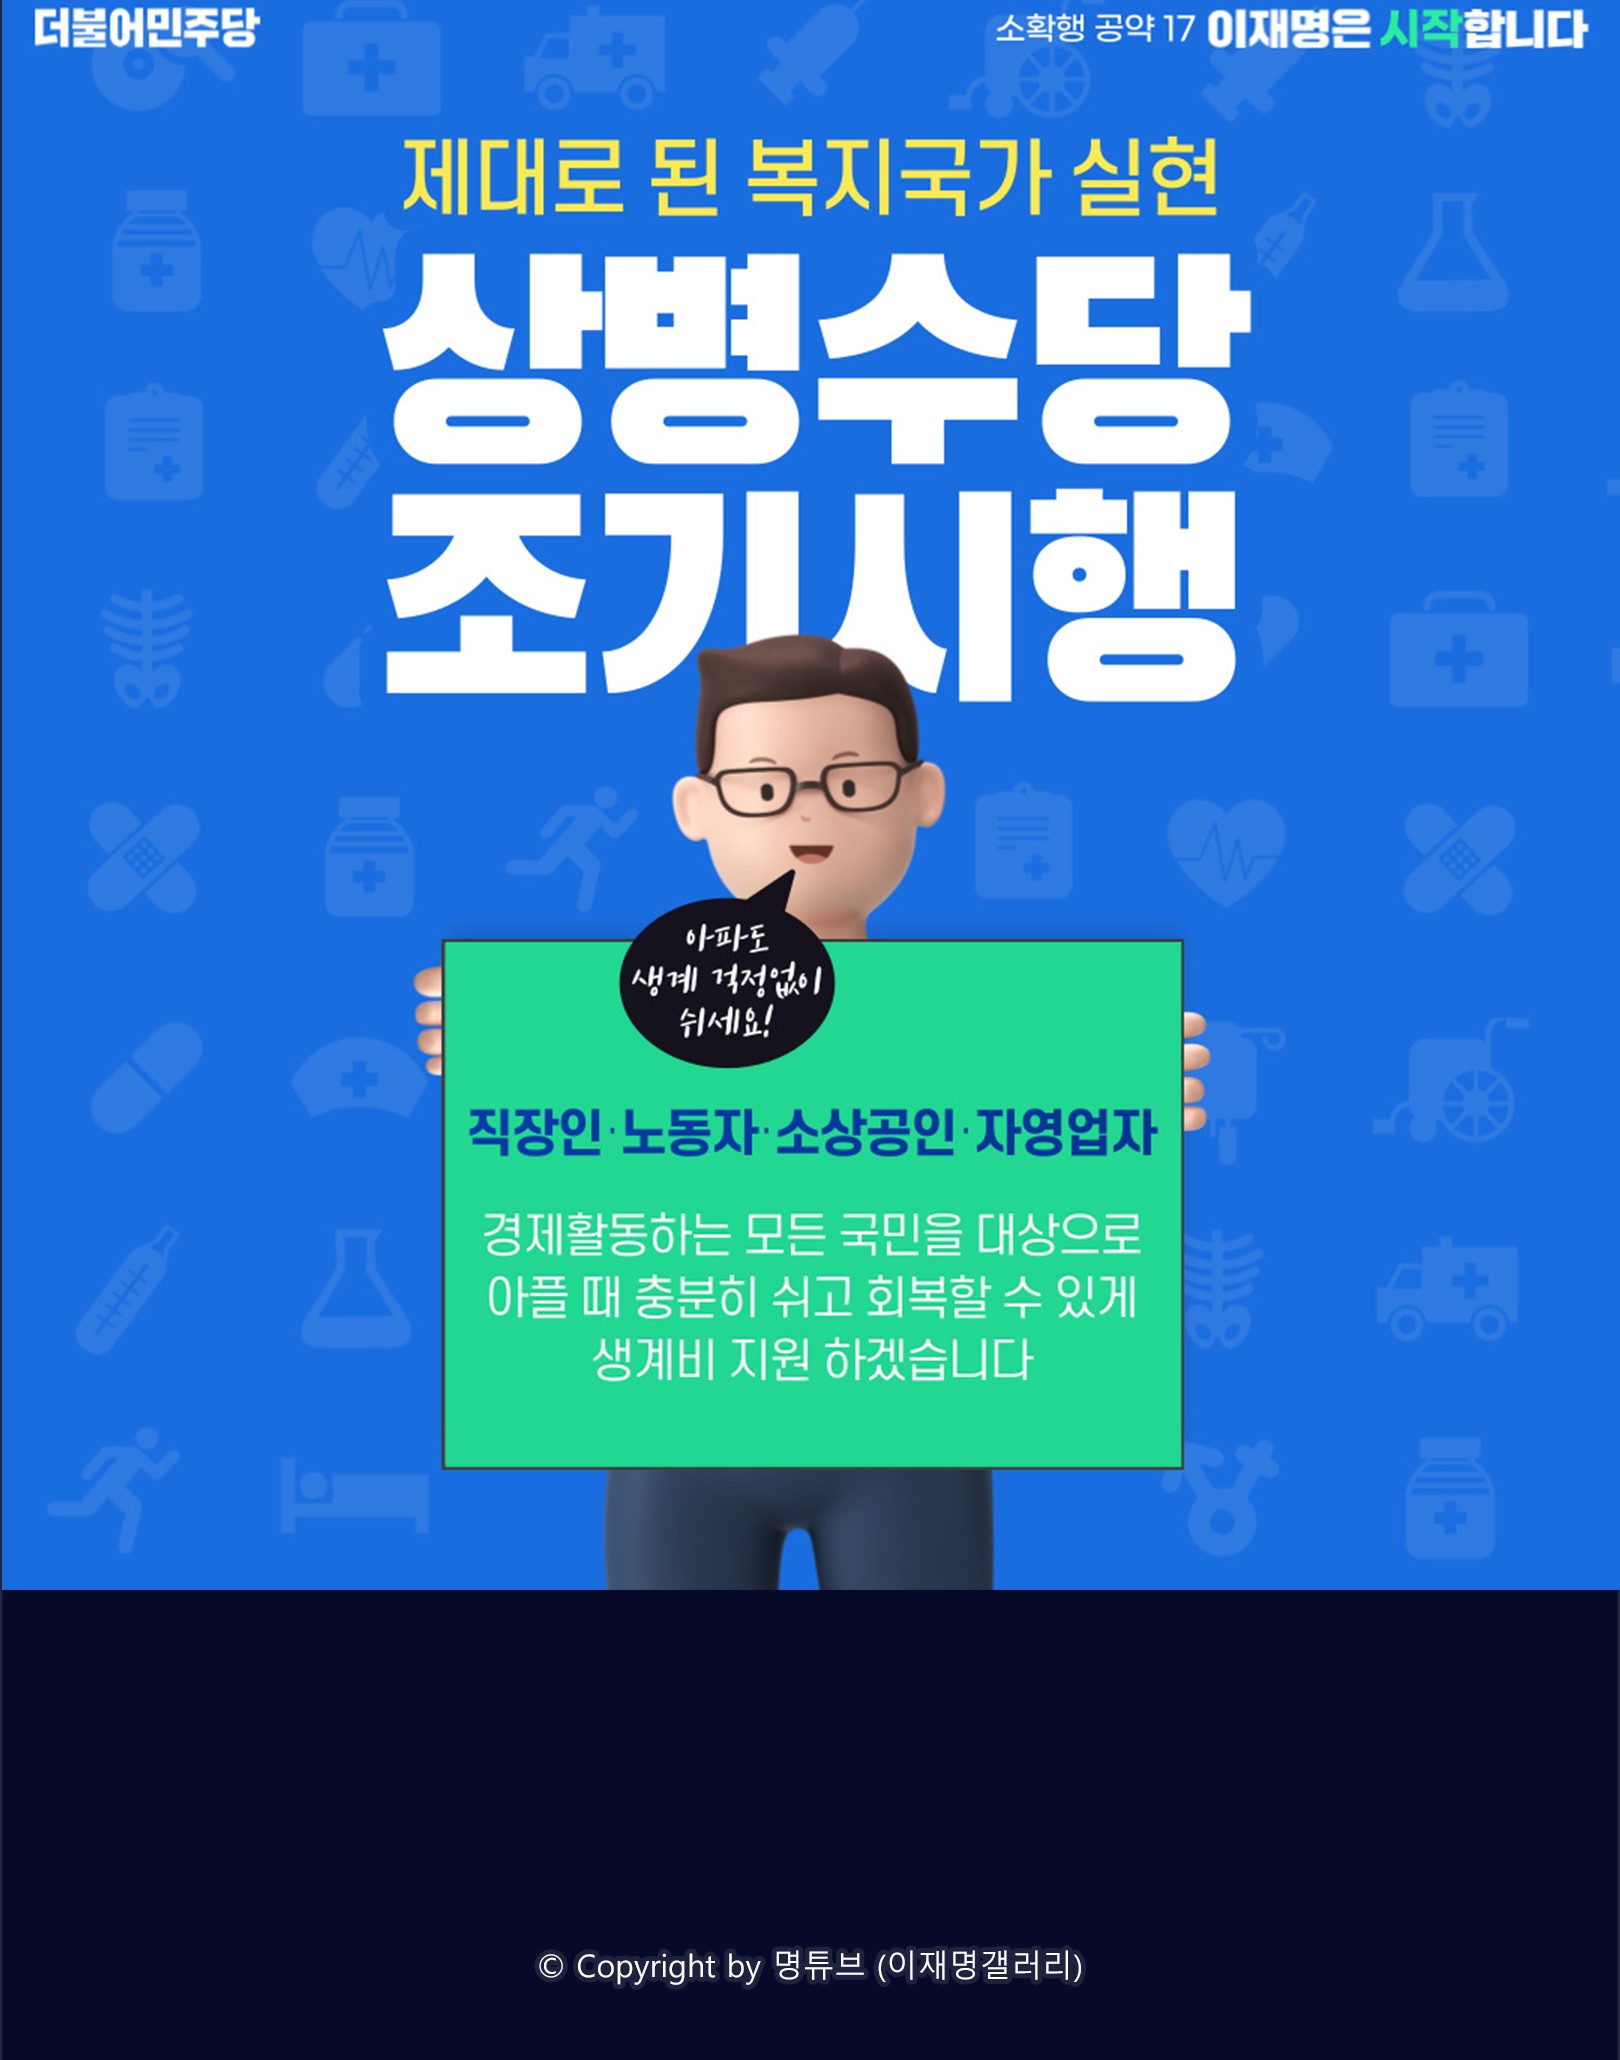 더불어민주당
소확행 공약 17 이재명은 시작합니다
제대로 된 복지국가 실현
상병수당
조기시행
아파도
생계 걱정없이
쉬세요!
직장인·노동자·소상공인·자영업자
경제활동하는 모든 국민을 대상으로
아플 때 충분히 쉬고 회복할 수 있게
생계비 지원 하겠습니다
© Copyright by 명튜브 (이재명갤러리)